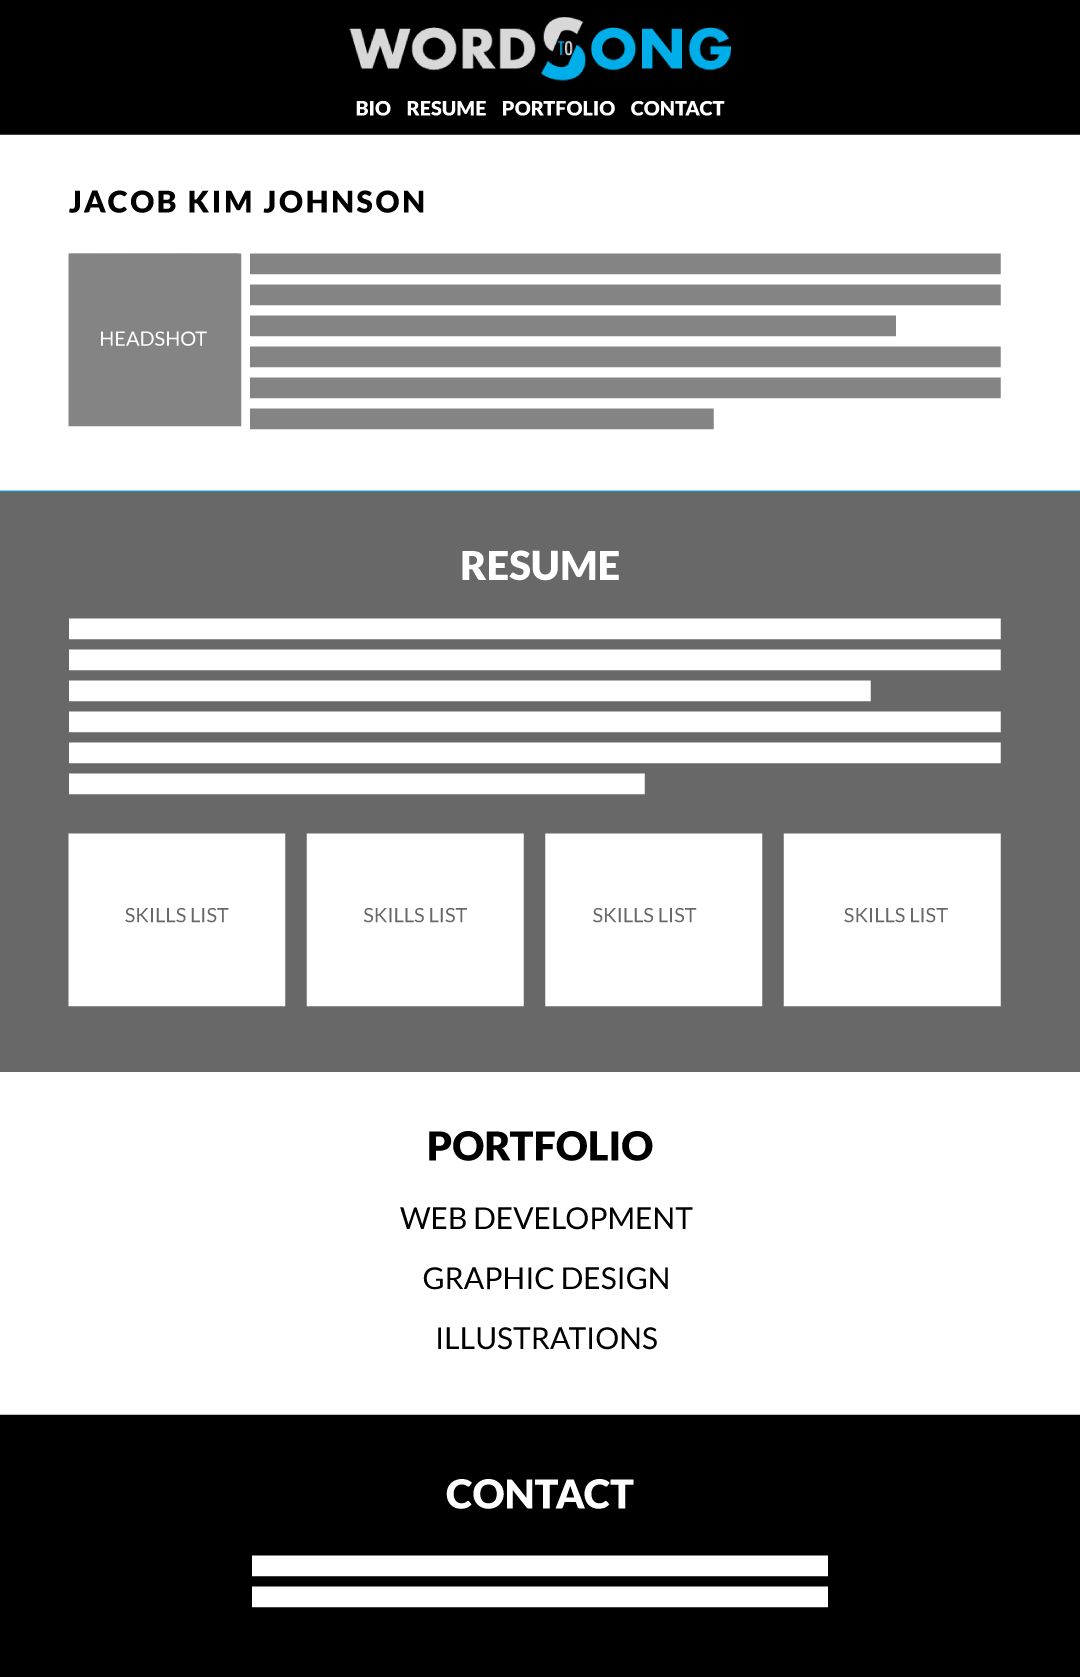 WORD TO SONG
BIO RESUME PORTFOLIO CONTACT
JACOB KIM JOHNSON
HEADSHOT
RESUME
SKILLS LIST SKILLS LIST SKILLS LIST SKILLS LIST
PORTFOLIO
WEB DEVELOPMENT
GRAPHIC DESIGN
ILLUSTRATIONS
CONTACT